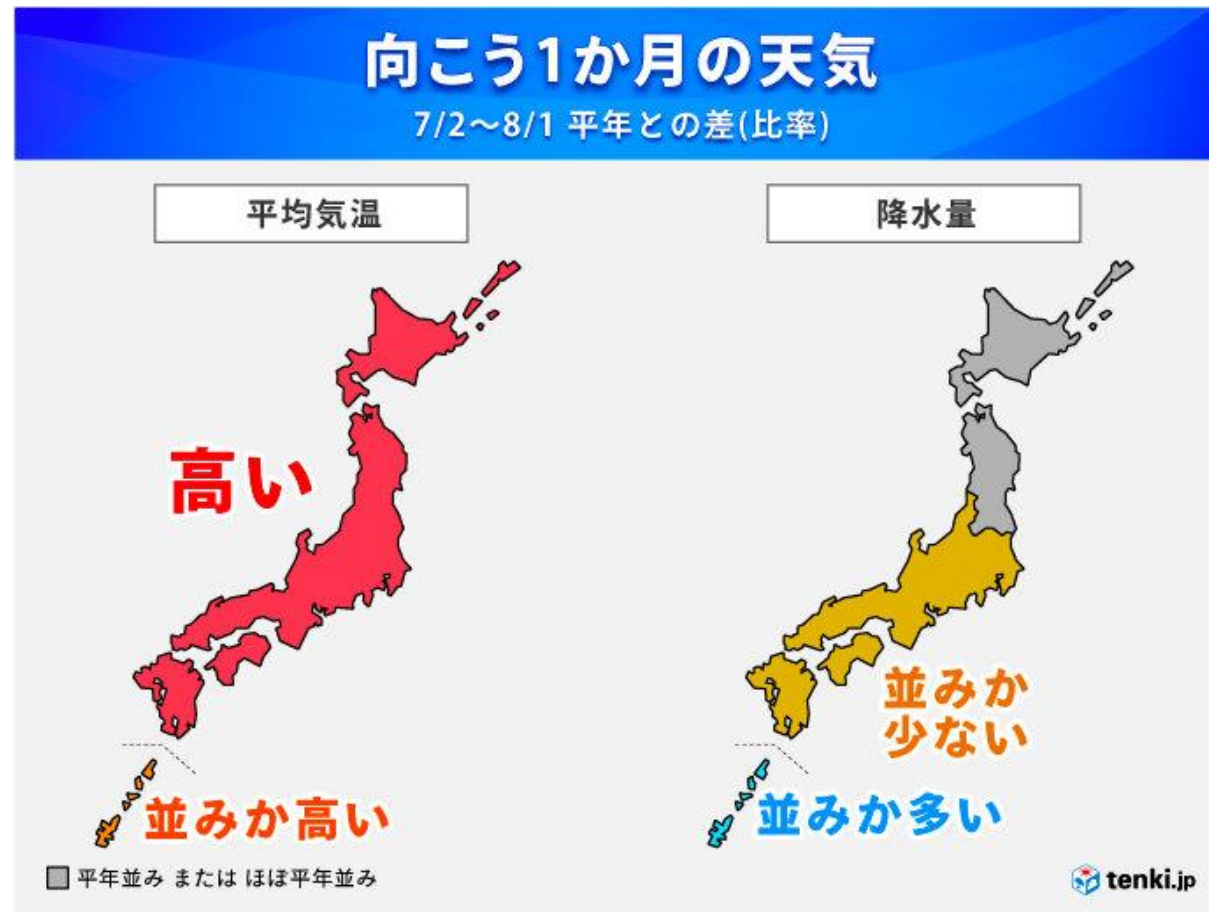 向こう1か月の天気
7/2～8/1 平年との差(比率)
平均気温
降水量
高い
並みか
少ない
並みか高い
並みか多い
平年並み または ほぼ平年並み
tenki.jp